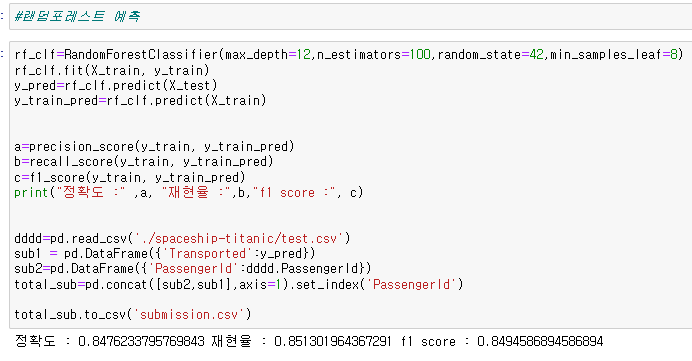 #랜덤포레스트 예측
rf_clf=RandomForestClassifier(max_depth=12,n_estimators=100,random_state=42,min_samples_leaf=8)
rf_clf.fit(X_train, y_train)
y_pred=rf_clf.predict(X_test)
y_train_pred=rf_clf.predict(X_train)
a=precision_score(y_train, y_train_pred)
b=recall_score(y_train, y_train_pred)
c=f1_score(y_train, y_train_pred)
print("정확도 :" ,a, "재현율 :",b,"f1 score :", c)
dddd=pd.read_csv('./spaceship-titanic/test.csv')
sub1 = pd.DataFrame({'Transported':y_pred})
sub2=pd.DataFrame({'PassengerId':dddd.PassengerId})
total_sub=pd.concat([sub2,sub1],axis=1).set_index('PassengerId')
total_sub.to_csv('submission.csv')
정확도 : 0.8476233795769843 재현율 : 0.851301964367291 f1 score : 0.8494586894586894